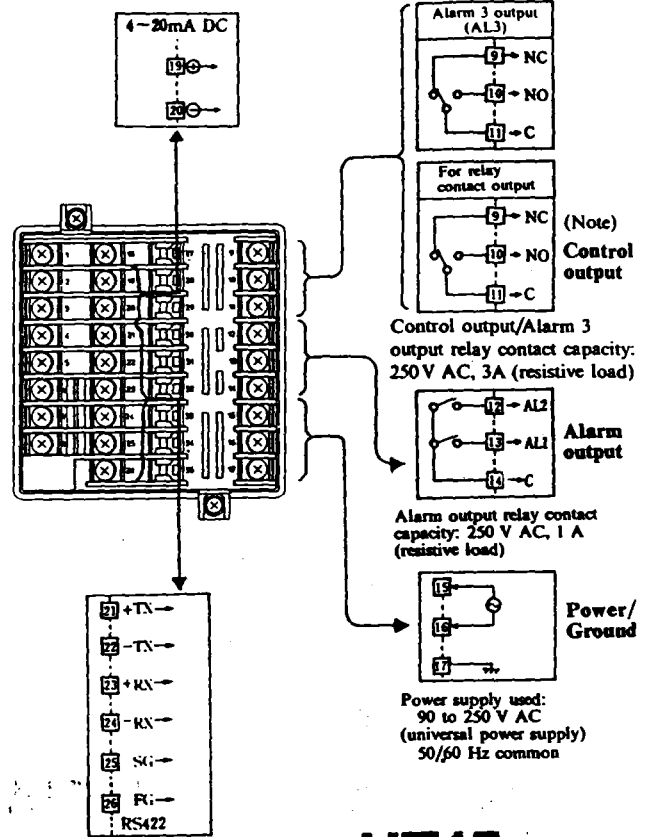 4~20mA DC
19 ⊕→
20 ⊖→
Alarm 3 output
(AL3)
9 → NC
10 → NO
11 → C
For relay
contact output
9 → NC
10 → NO
11 → C
(Note)
Control
output
Control output/Alarm 3
output relay contact capacity:
250 V AC, 3A (resistive load)
12 → AL2
13 → AL1
14 → C
Alarm
output
Alarm output relay contact
capacity: 250 V AC, 1 A
(resistive load)
15
16
17
Power/
Ground
Power supply used:
90 to 250 V AC
(universal power supply)
50/60 Hz common
21 +TX→
22 -TX→
23 +RX→
24 -RX→
25 SG→
26 FG→
RS422